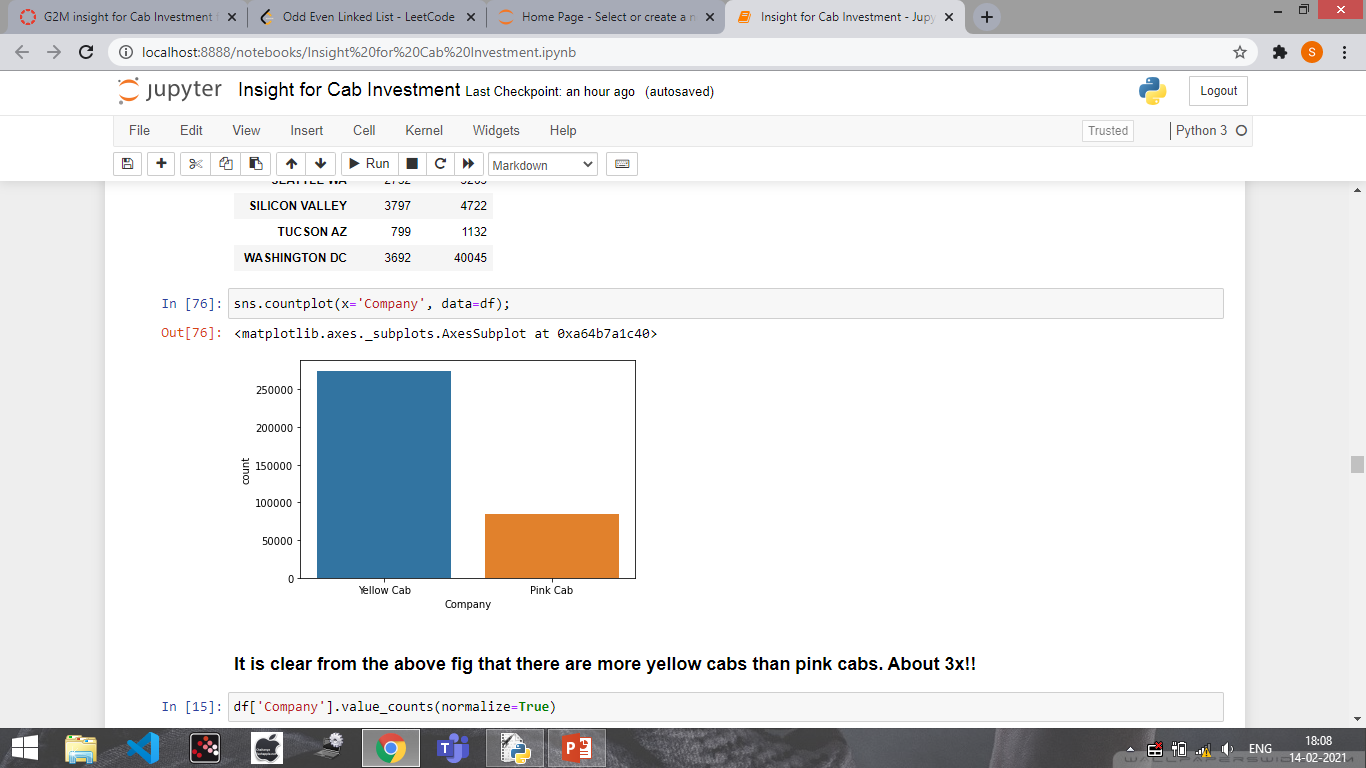 G2M insight for Cab Investment
Odd Even Linked List - LeetCode
Home Page - Select or create a n
Insight for Cab Investment - Jupy
localhost:8888/notebooks/Insight%20for%20Cab%20Investment.ipynb
S
jupyter Insight for Cab Investment Last Checkpoint: an hour ago (autosaved)
Logout
File Edit View Insert Cell Kernel Widgets Help
Trusted
Python 3
Run
Markdown
SEATTLE WA
SILICON VALLEY 3797 4722
TUCSON AZ 799 1132
WASHINGTON DC 3692 40045
In [76]: sns.countplot(x='Company', data=df);
Out[76]: <matplotlib.axes._subplots.AxesSubplot at 0xa64b7a1c40>
250000
200000
150000
100000
50000
0
count
Yellow Cab Pink Cab
Company
It is clear from the above fig that there are more yellow cabs than pink cabs. About 3x!!
In [15]: df['Company'].value_counts(normalize=True)
ENG
18:08
14-02-2021